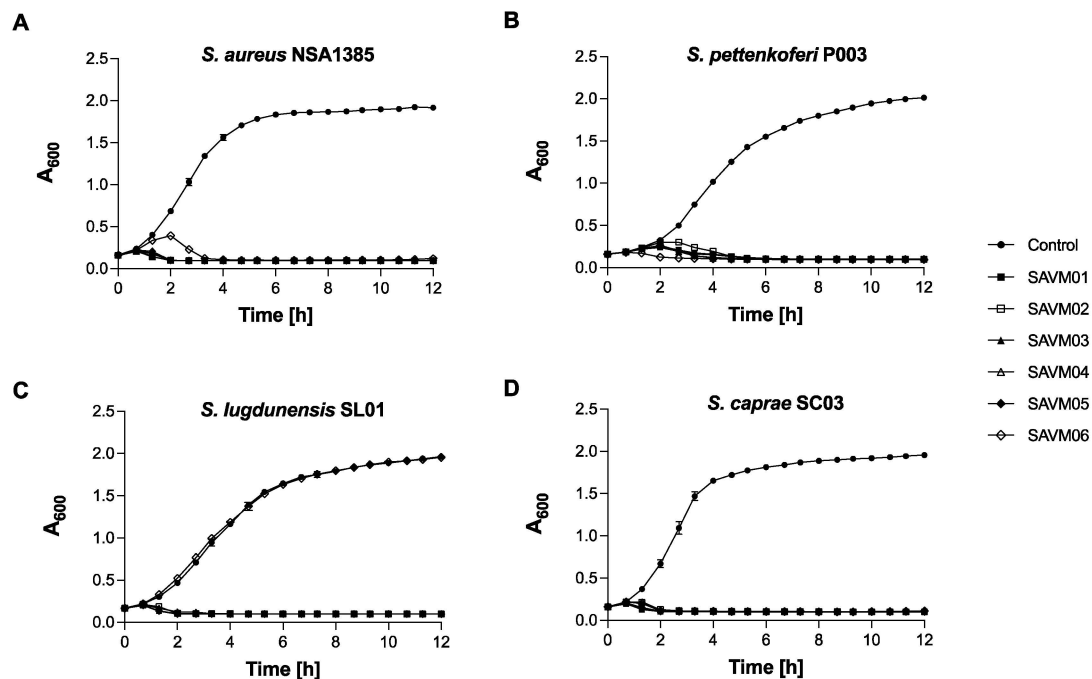 A
S. aureus NSA1385
2.5
2.0
1.5
1.0
0.5
0.0
A600
0 2 4 6 8 10 12
Time [h]
B
S. pettenkoferi P003
2.5
2.0
1.5
1.0
0.5
0.0
A600
0 2 4 6 8 10 12
Time [h]
C
S. lugdunensis SL01
2.5
2.0
1.5
1.0
0.5
0.0
A600
0 2 4 6 8 10 12
Time [h]
D
S. caprae SC03
2.5
2.0
1.5
1.0
0.5
0.0
A600
0 2 4 6 8 10 12
Time [h]
Control
SAVM01
SAVM02
SAVM03
SAVM04
SAVM05
SAVM06